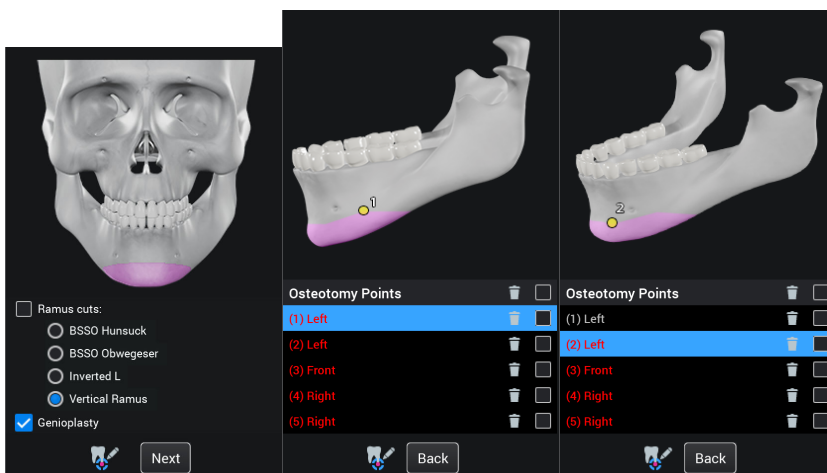 Ramus cuts:
BSSO Hunsuck
BSSO Obwegeser
Inverted L
Vertical Ramus
Genioplasty
Next
1
Osteotomy Points
(1) Left
(2) Left
(3) Front
(4) Right
(5) Right
Back
2
Osteotomy Points
(1) Left
(2) Left
(3) Front
(4) Right
(5) Right
Back